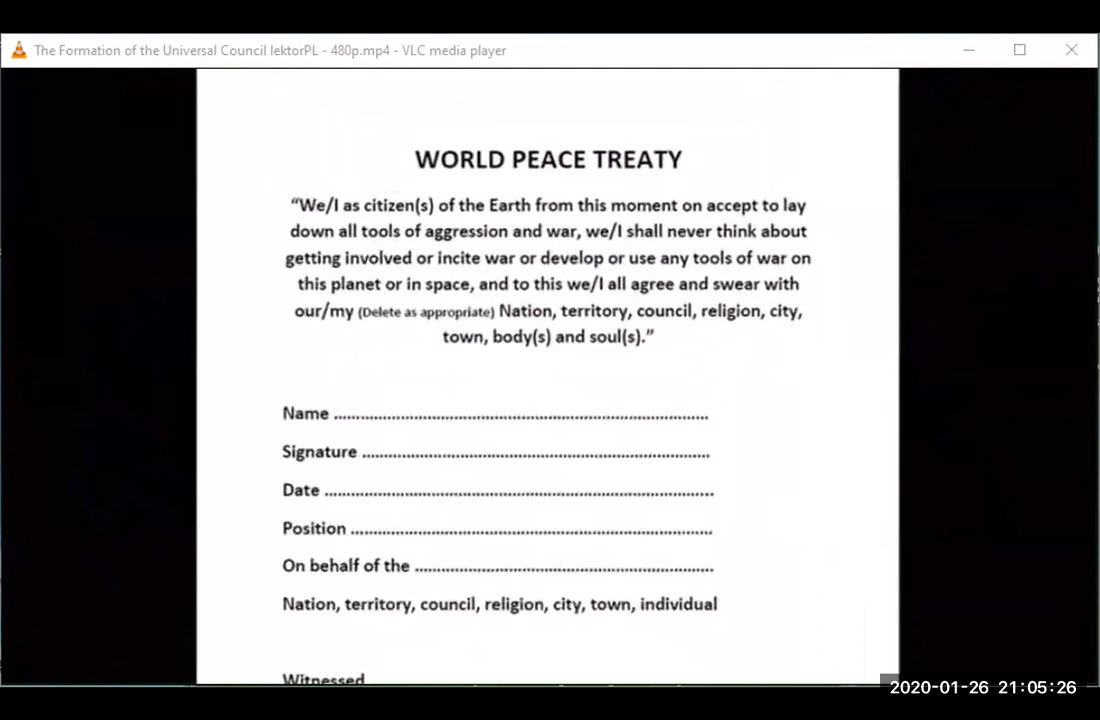 The Formation of the Universal Council lektorPL - 480p.mp4 - VLC media player
WORLD PEACE TREATY
“We/I as citizen(s) of the Earth from this moment on accept to lay
down all tools of aggression and war, we/I shall never think about
getting involved or incite war or develop or use any tools of war on
this planet or in space, and to this we/I all agree and swear with
our/my (Delete as appropriate) Nation, territory, council, religion, city,
town, body(s) and soul(s).”
Name ....................................................................................
Signature ..............................................................................
Date .......................................................................................
Position .................................................................................
On behalf of the ...................................................................
Nation, territory, council, religion, city, town, individual
Witnessed
2020-01-26 21:05:26